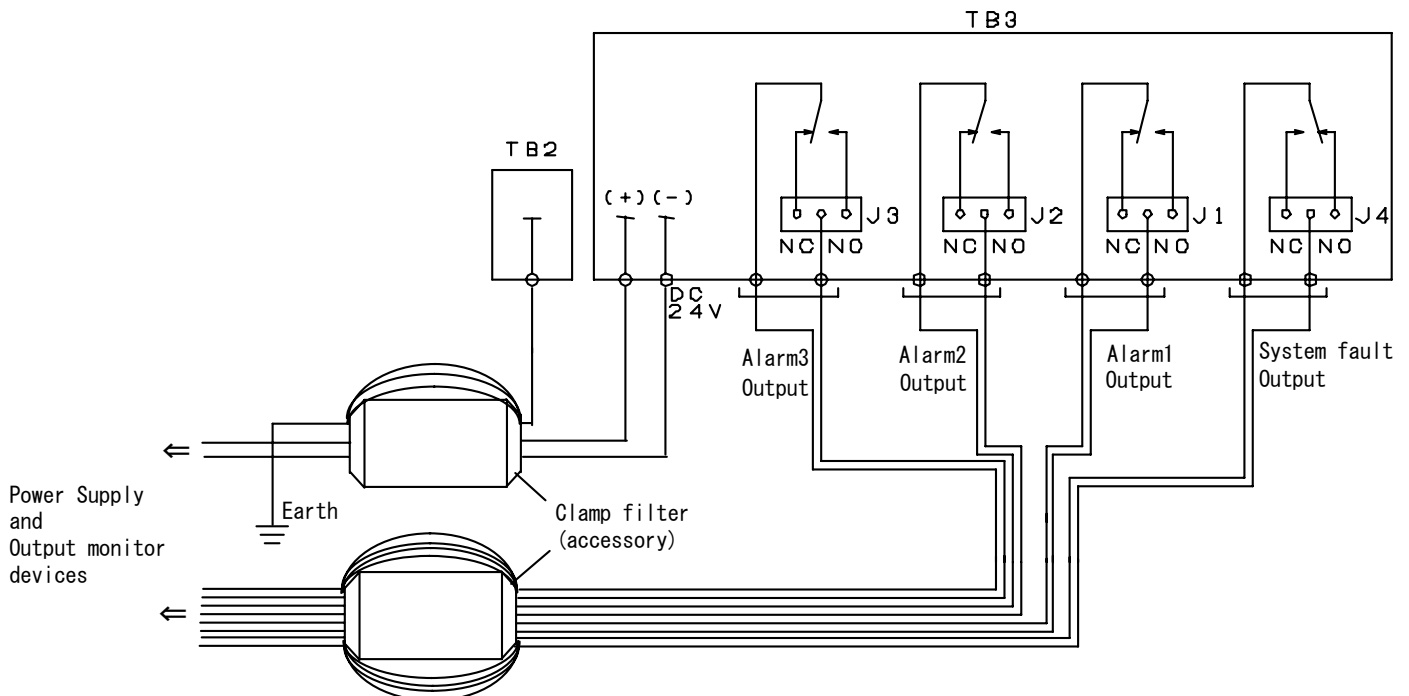 TB3
TB2
(+) (-)
J3
J2
J1
J4
NC NO
NC NO
NC NO
NC NO
DC
24V
Alarm3
Output
Alarm2
Output
Alarm1
Output
System fault
Output
⇐
Power Supply
and
Output monitor
devices
Earth
Clamp filter
(accessory)
⇐